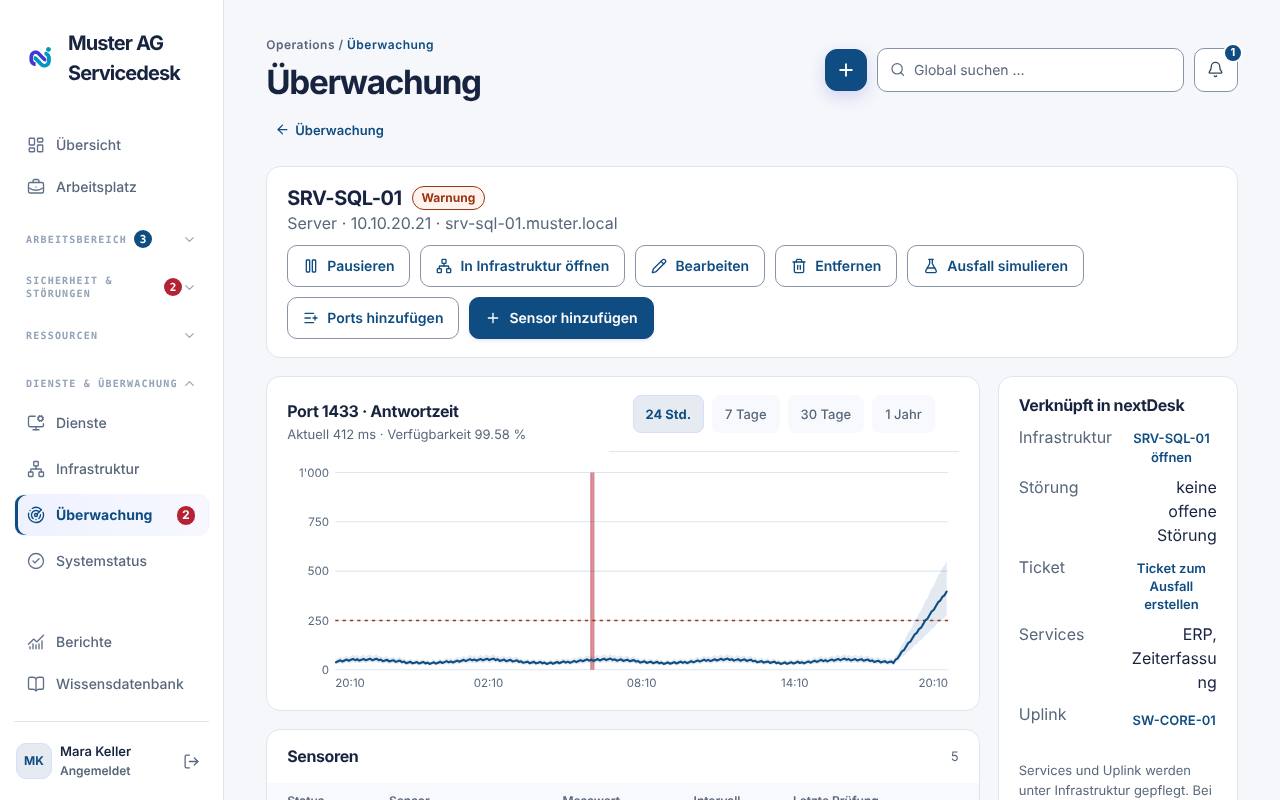 Muster AG
Servicedesk
Übersicht
Arbeitsplatz
ARBEITSBEREICH 3
SICHERHEIT &
STÖRUNGEN 2
RESSOURCEN
DIENSTE & ÜBERWACHUNG
Dienste
Infrastruktur
Überwachung 2
Systemstatus
Berichte
Wissensdatenbank
MK
Mara Keller
Angemeldet
Operations / Überwachung
Überwachung
Global suchen ...
1
Überwachung
SRV-SQL-01 Warnung
Server · 10.10.20.21 · srv-sql-01.muster.local
Pausieren
In Infrastruktur öffnen
Bearbeiten
Entfernen
Ausfall simulieren
Ports hinzufügen
Sensor hinzufügen
Port 1433 · Antwortzeit
Aktuell 412 ms · Verfügbarkeit 99.58 %
24 Std. 7 Tage 30 Tage 1 Jahr
1'000
750
500
250
0
20:10 02:10 08:10 14:10 20:10
Sensoren 5
Status Sensor Messwert Intervall Letzte Prüfung
Verknüpft in nextDesk
Infrastruktur SRV-SQL-01
öffnen
Störung keine
offene
Störung
Ticket Ticket zum
Ausfall
erstellen
Services ERP,
Zeiterfassu
ng
Uplink SW-CORE-01
Services und Uplink werden
unter Infrastruktur gepflegt. Bei